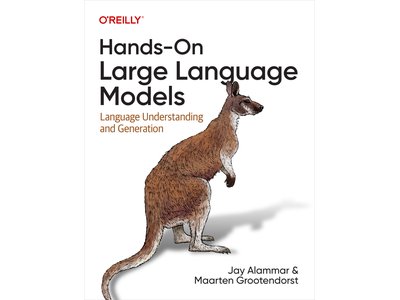 O'REILLY®
Hands-On
Large Language
Models
Language Understanding
and Generation
Jay Alammar &
Maarten Grootendorst